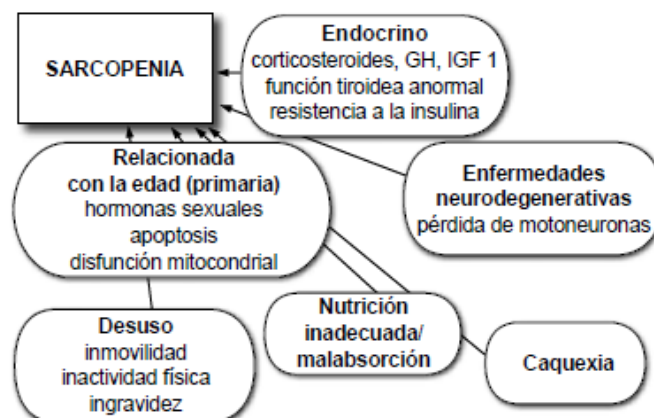 SARCOPENIA
Endocrino
corticosteroides, GH, IGF 1
función tiroidea anormal
resistencia a la insulina
Relacionada
con la edad (primaria)
hormonas sexuales
apoptosis
disfunción mitocondrial
Enfermedades
neurodegenerativas
pérdida de motoneuronas
Desuso
inmovilidad
inactividad física
ingravidez
Nutrición
inadecuada/
malabsorción
Caquexia